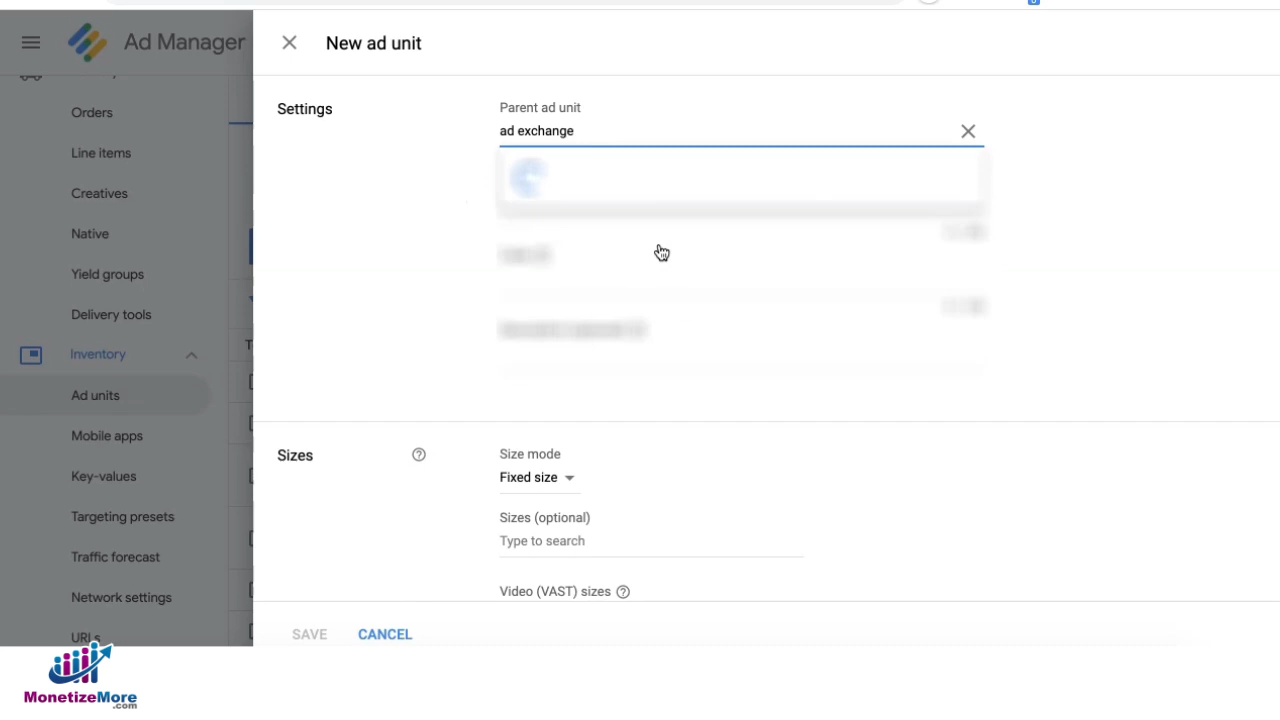 Ad Manager
New ad unit
Orders
Line items
Creatives
Native
Yield groups
Delivery tools
Inventory
Ad units
Mobile apps
Key-values
Targeting presets
Traffic forecast
Network settings
URLs
Settings
Parent ad unit
ad exchange
Sizes
Size mode
Fixed size
Sizes (optional)
Type to search
Video (VAST) sizes
SAVE
CANCEL
MonetizeMore
.com